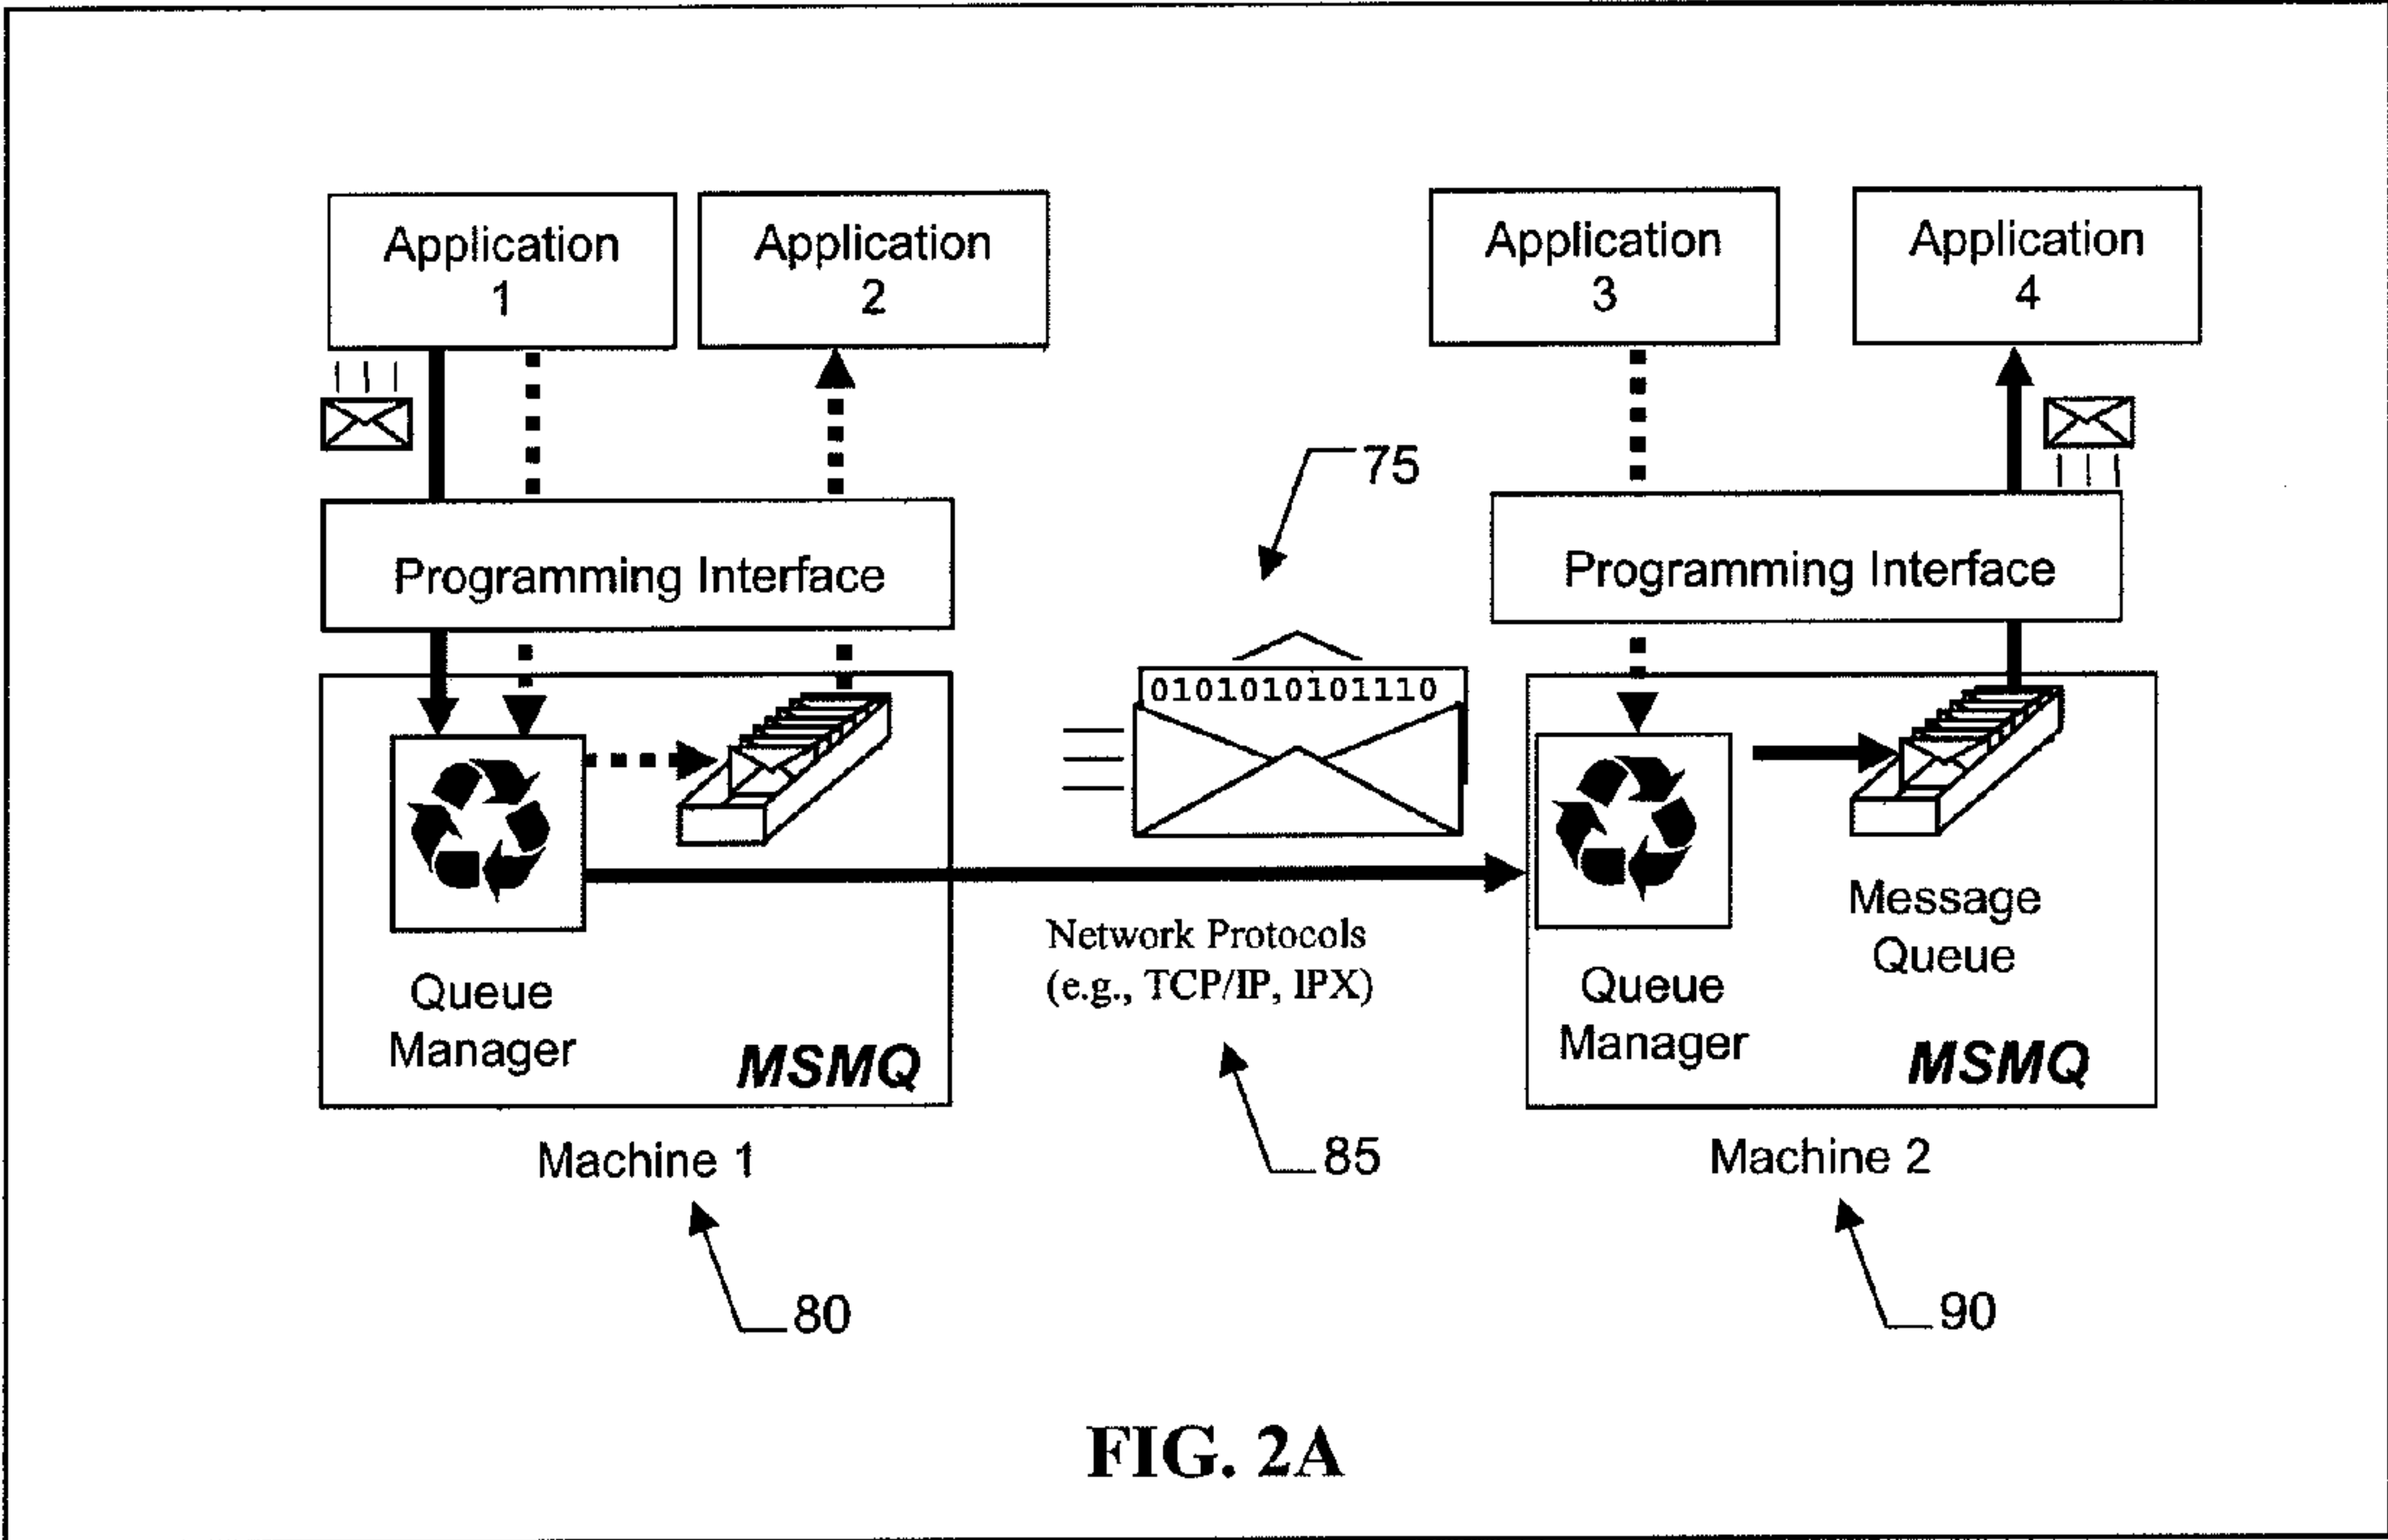 Application
1
Application
2
Application
3
Application
4
75
Programming Interface
Programming Interface
0101010101110
Network Protocols
(e.g., TCP/IP, IPX)
Message
Queue
Queue
Manager
MSMQ
Queue
Manager
MSMQ
Machine 1
85
Machine 2
80
90
FIG. 2A